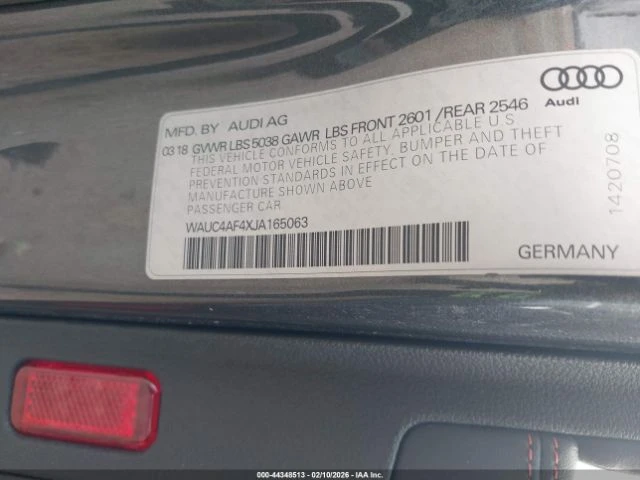 MFD. BY AUDI AG
Audi
03 18 GVWR LBS 5038 GAWR LBS FRONT 2601 /REAR 2546
THIS VEHICLE CONFORMS TO ALL APPLICABLE U S
FEDERAL MOTOR VEHICLE SAFETY, BUMPER AND THEFT
PREVENTION STANDARDS IN EFFECT ON THE DATE OF
MANUFACTURE SHOWN ABOVE
PASSENGER CAR
WAUC4AF4XJA165063
1420708
GERMANY
000-44348513 — 02/10/2026 — IAA Inc.